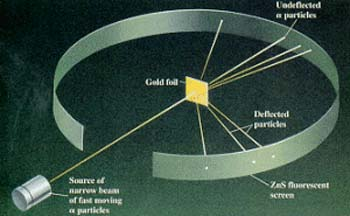 Undeflected
α particles
Gold foil
Deflected
particles
ZnS fluorescent
screen
Source of
narrow beam
of fast moving
α particles